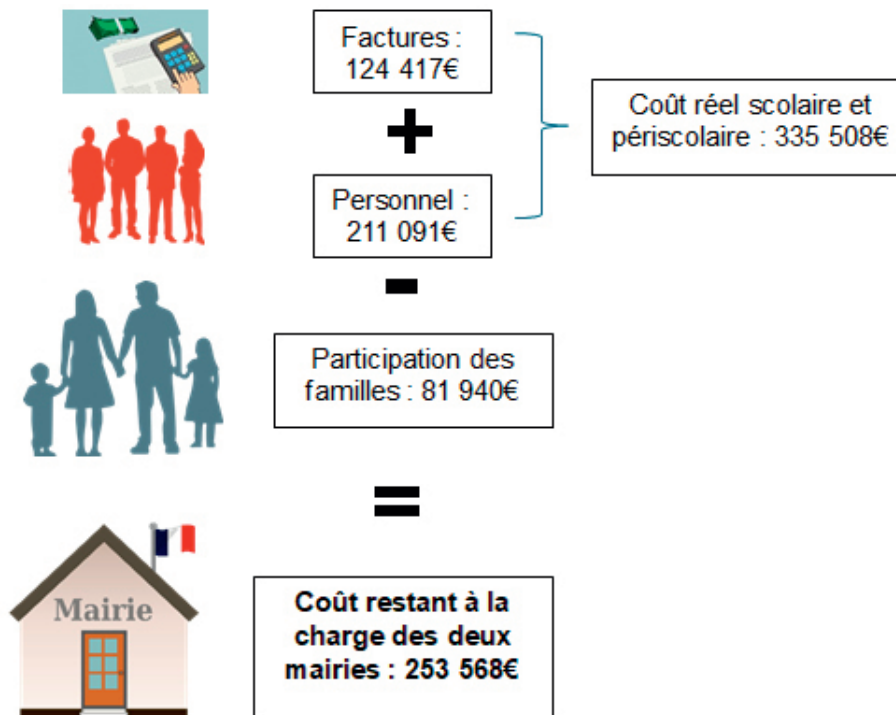 Factures :
124 417€
+
Personnel :
211 091€
Coût réel scolaire et
périscolaire : 335 508€
-
Participation des
familles : 81 940€
=
Mairie
Coût restant à la
charge des deux
mairies : 253 568€